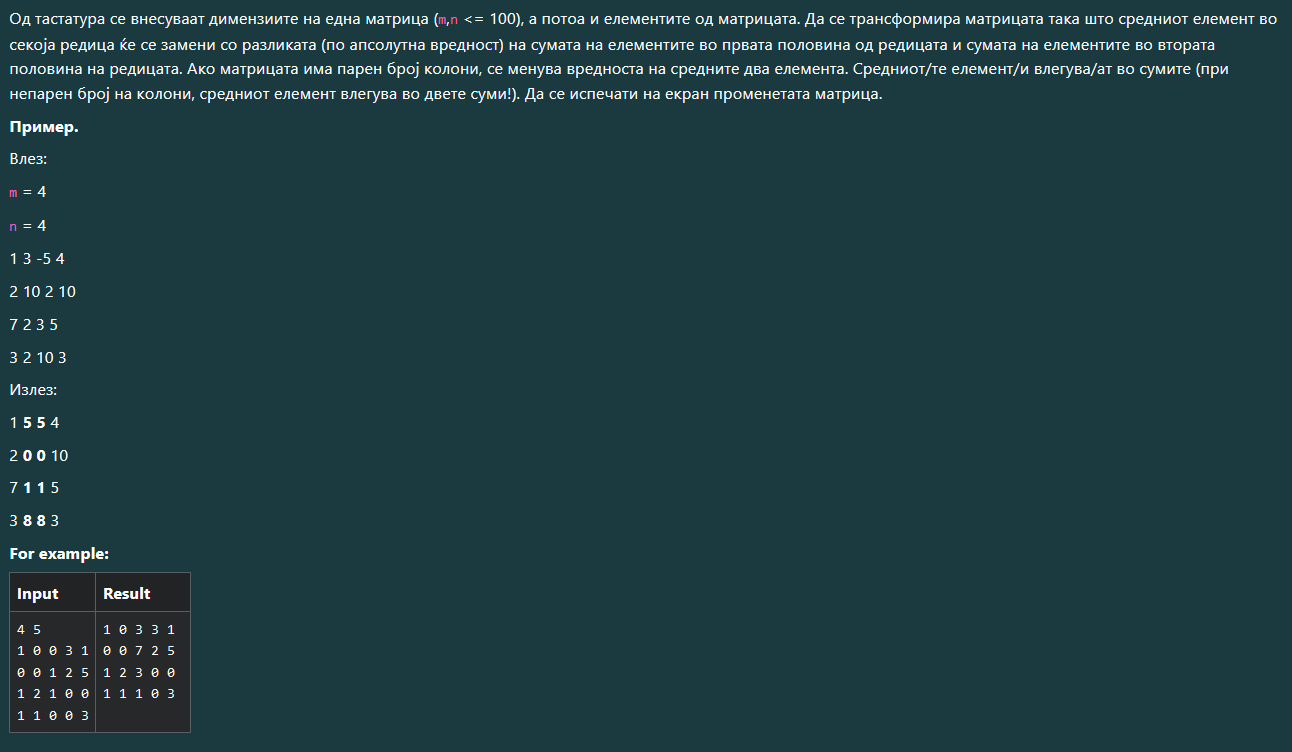 Од тастатура се внесуваат димензиите на една матрица (m,n <= 100), а потоа и елементите од матрицата. Да се трансформира матрицата така што средниот елемент во
секоја редица ќе се замени со разликата (по апсолутна вредност) на сумата на елементите во првата половина од редицата и сумата на елементите во втората
половина на редицата. Ако матрицата има парен број колони, се менува вредноста на средните два елемента. Средниот/те елемент/и влегува/ат во сумите (при
непарен број на колони, средниот елемент влегува во двете суми!). Да се испечати на екран променетата матрица.
Пример.
Влез:
m = 4
n = 4
1 3 -5 4
2 10 2 10
7 2 3 5
3 2 10 3
Излез:
1 5 5 4
2 0 0 10
7 1 1 5
3 8 8 3
For example:
Input Result
4 5
1 0 0 3 1
0 0 1 2 5
1 2 1 0 0
1 1 0 0 3
1 0 3 3 1
0 0 7 2 5
1 2 3 0 0
1 1 1 0 3